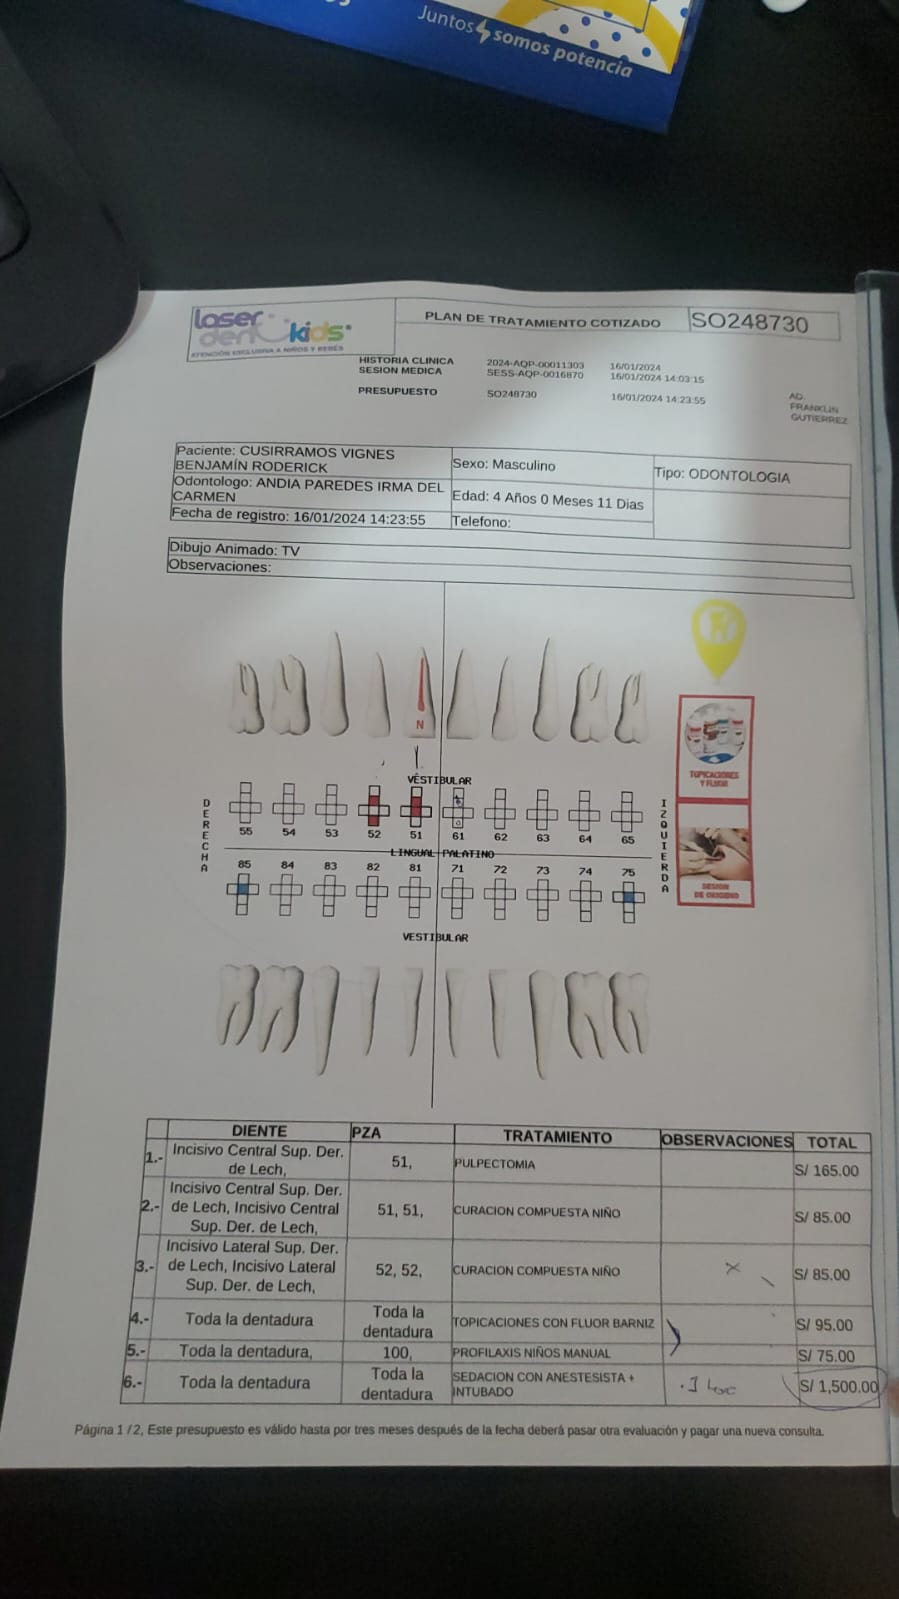 Juntos somos potencia
laser
dent kids
ATENCIÓN EXCLUSIVA A NIÑOS Y BEBÉS
PLAN DE TRATAMIENTO COTIZADO
SO248730
HISTORIA CLINICA 2024-AQP-00011303 16/01/2024
SESION MEDICA SESS-AQP-0016870 16/01/2024 14:03:15
PRESUPUESTO SO248730 16/01/2024 14:23:55
AD.
FRANKLIN
GUTIERREZ
Paciente: CUSIRRAMOS VIGNES
BENJAMÍN RODERICK
Sexo: Masculino
Tipo: ODONTOLOGIA
Odontologo: ANDIA PAREDES IRMA DEL
CARMEN
Edad: 4 Años 0 Meses 11 Dias
Fecha de registro: 16/01/2024 14:23:55
Telefono:
Dibujo Animado: TV
Observaciones:
N
TOPICACIONES
Y FLUOR
VESTIBULAR
DERECHA
55 54 53 52 51 61 62 63 64 65
IZQUIERDA
LINGUAL PALATINO
85 84 83 82 81 71 72 73 74 75
SESION
DE OXIGENO
VESTIBULAR
DIENTE PZA TRATAMIENTO OBSERVACIONES TOTAL
1.- Incisivo Central Sup. Der.
de Lech, 51, PULPECTOMIA S/ 165.00
Incisivo Central Sup. Der.
2.- de Lech, Incisivo Central 51, 51, CURACION COMPUESTA NIÑO S/ 85.00
Sup. Der. de Lech,
Incisivo Lateral Sup. Der.
3.- de Lech, Incisivo Lateral 52, 52, CURACION COMPUESTA NIÑO S/ 85.00
Sup. Der. de Lech,
4.- Toda la dentadura Toda la
dentadura TOPICACIONES CON FLUOR BARNIZ S/ 95.00
5.- Toda la dentadura, 100, PROFILAXIS NIÑOS MANUAL S/ 75.00
6.- Toda la dentadura Toda la
dentadura SEDACION CON ANESTESISTA +
INTUBADO S/ 1,500.00
Página 1 / 2, Este presupuesto es válido hasta por tres meses después de la fecha deberá pasar otra evaluación y pagar una nueva consulta.